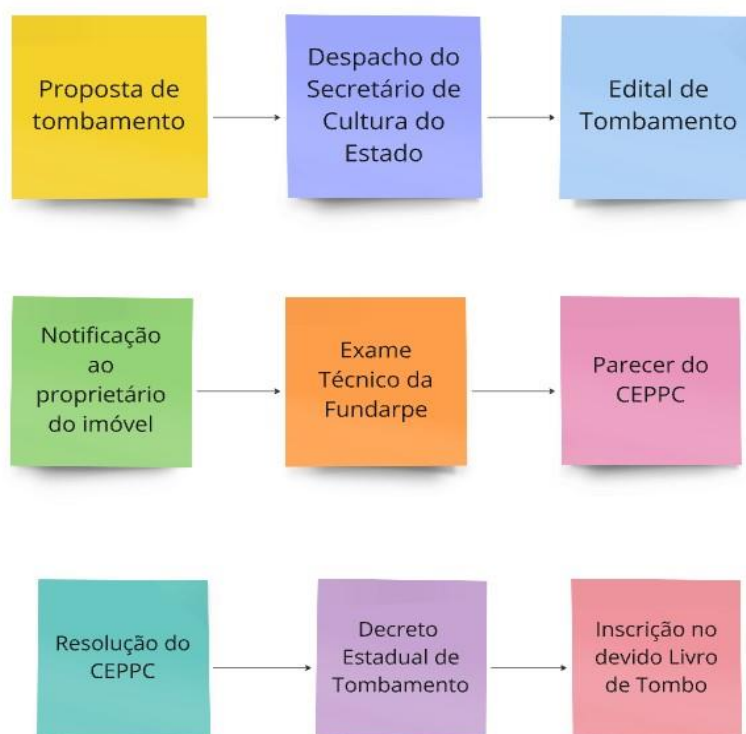 Proposta de
tombamento
Despacho do
Secretário de
Cultura do
Estado
Edital de
Tombamento
Notificação
ao
proprietário
do imóvel
Exame
Técnico da
Fundarpe
Parecer do
CEPPC
Resolução do
CEPPC
Decreto
Estadual de
Tombamento
Inscrição no
devido Livro
de Tombo